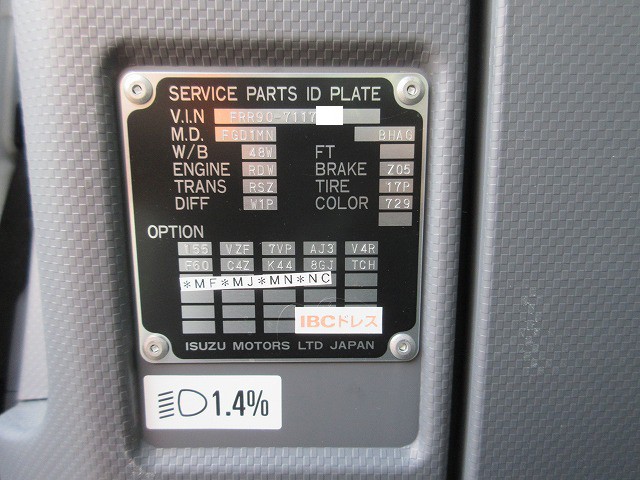 SERVICE PARTS ID PLATE
V.I.N FRR90-7117
M.D. FGD1MN BHAG
W/B 48W FT
ENGINE RDW BRAKE Z05
TRANS RSZ TIRE 17P
DIFF W1P COLOR 729
OPTION
155 VZF 7VP AJ3 V4R
F60 C4Z K44 8GJ TCH
*MF*MJ*MN*NC
IBCドレス
ISUZU MOTORS LTD JAPAN
1.4%